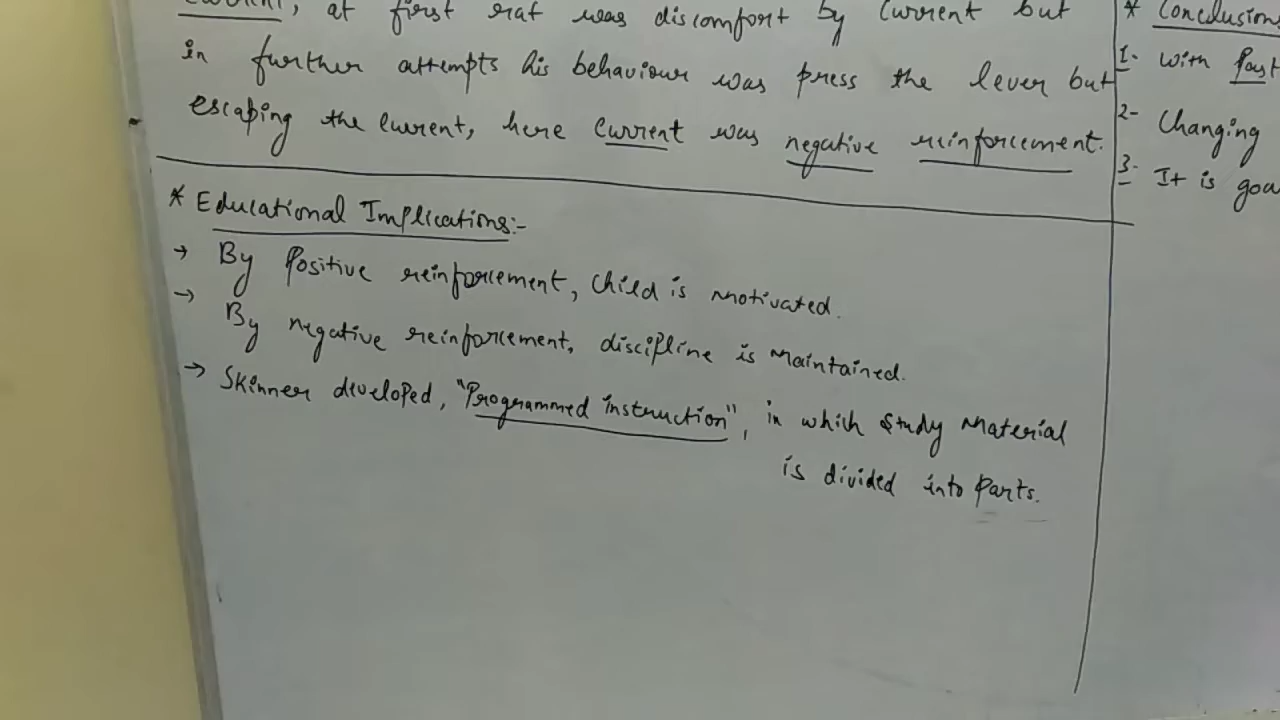 current, at first rat was discomfort by current but
in further attempts his behaviour was press the lever but
escaping the current, here current was negative reinforcement.
* Educational Implications:-
→ By Positive reinforcement, child is motivated.
→ By negative reinforcement, discipline is maintained.
→ Skinner developed, "Programmed instruction", in which study material
is divided into parts.
* Conclusions
1- with Past
2- Changing
3- It is